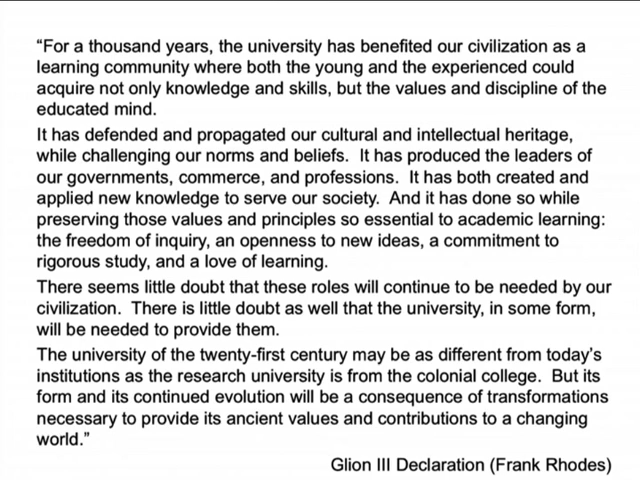 “For a thousand years, the university has benefited our civilization as a
learning community where both the young and the experienced could
acquire not only knowledge and skills, but the values and discipline of the
educated mind.
It has defended and propagated our cultural and intellectual heritage,
while challenging our norms and beliefs.  It has produced the leaders of
our governments, commerce, and professions.  It has both created and
applied new knowledge to serve our society.  And it has done so while
preserving those values and principles so essential to academic learning:
the freedom of inquiry, an openness to new ideas, a commitment to
rigorous study, and a love of learning.
There seems little doubt that these roles will continue to be needed by our
civilization.  There is little doubt as well that the university, in some form,
will be needed to provide them.
The university of the twenty-first century may be as different from today’s
institutions as the research university is from the colonial college.  But its
form and its continued evolution will be a consequence of transformations
necessary to provide its ancient values and contributions to a changing
world.”
Glion III Declaration (Frank Rhodes)